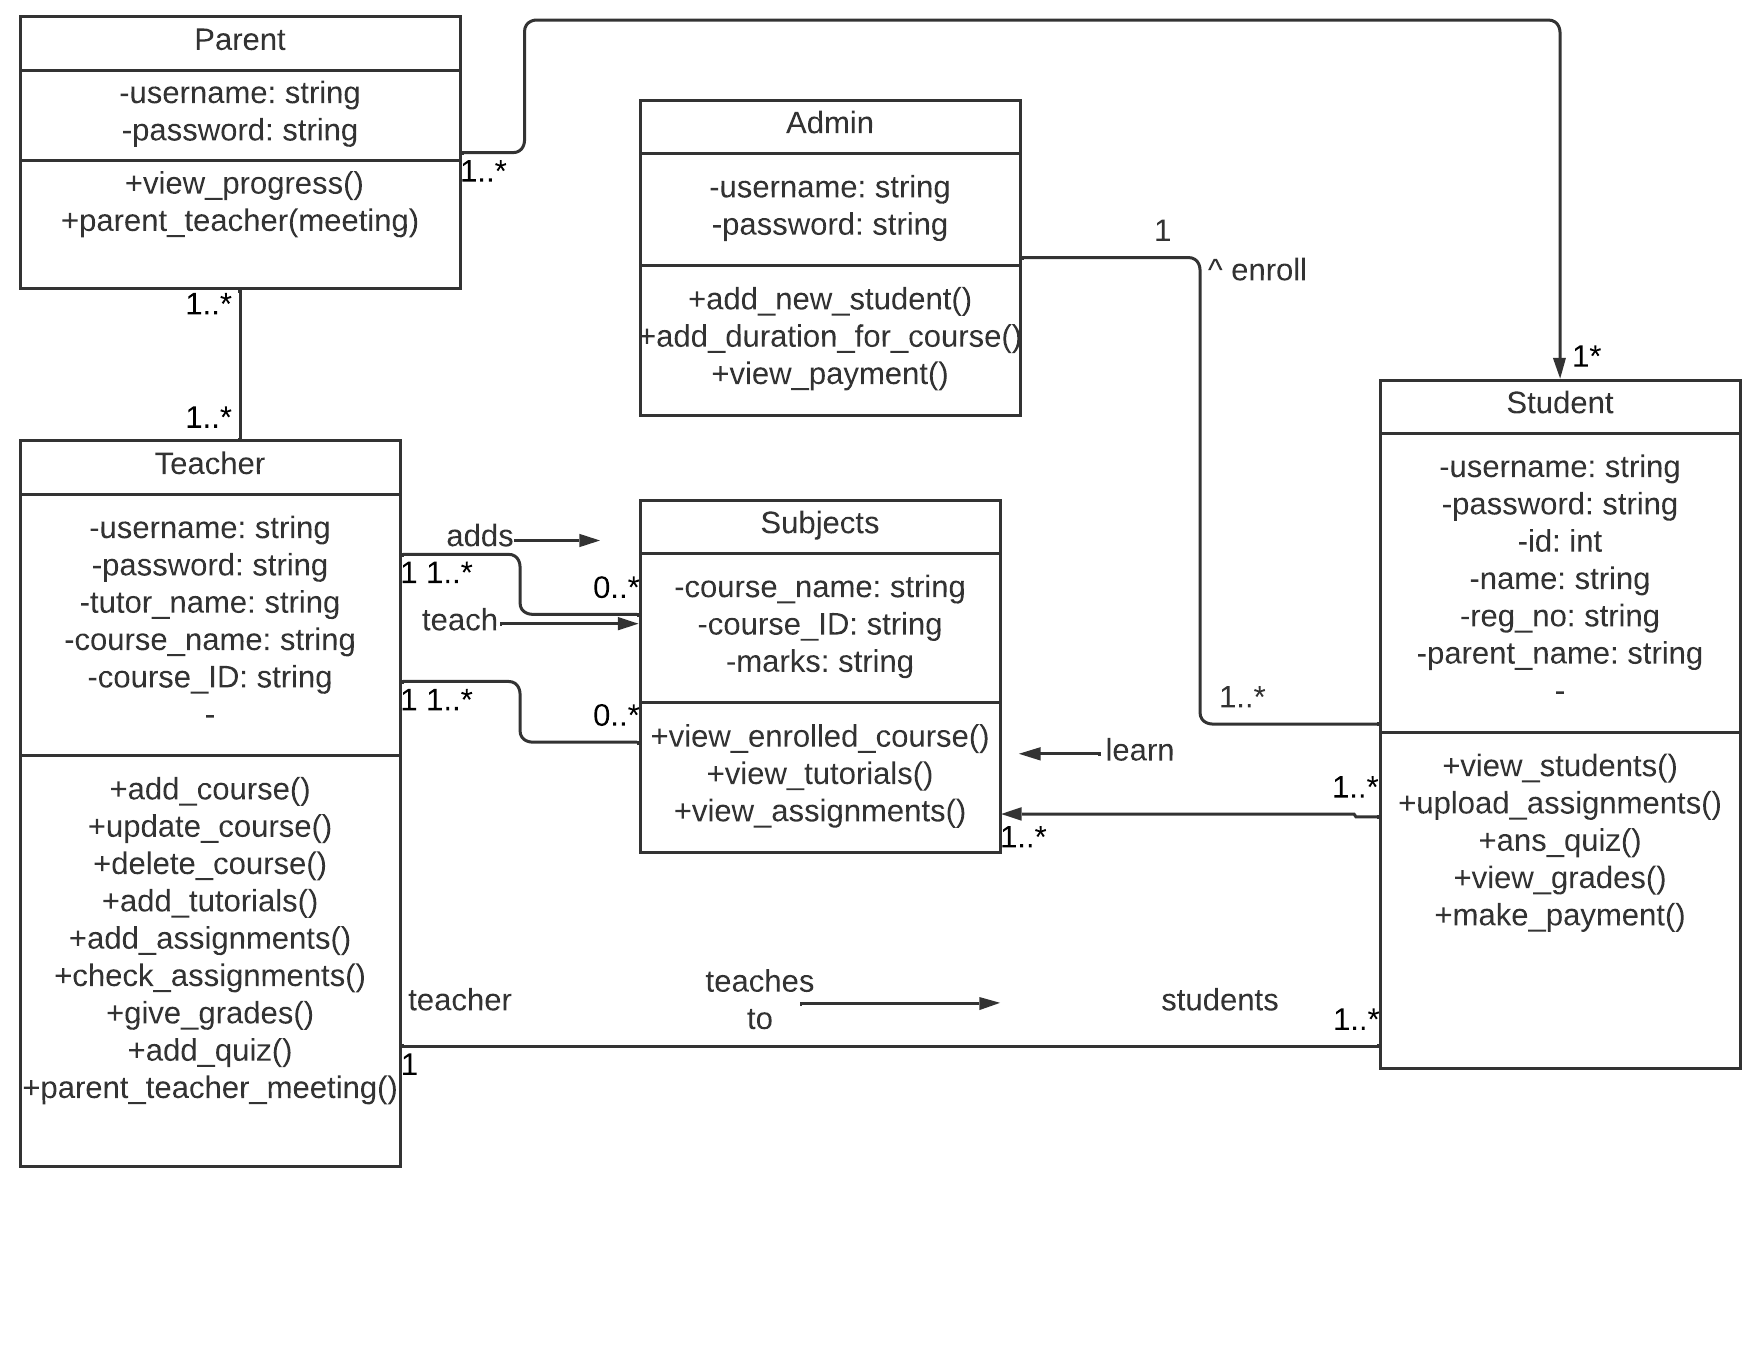 Parent
-username: string
-password: string
+view_progress()
+parent_teacher(meeting)
1..*
1..*
1..*
Admin
-username: string
-password: string
+add_new_student()
+add_duration_for_course()
+view_payment()
1
^ enroll
1..*
1*
Teacher
-username: string
-password: string
-tutor_name: string
-course_name: string
-course_ID: string
-
+add_course()
+update_course()
+delete_course()
+add_tutorials()
+add_assignments()
+check_assignments()
+give_grades()
+add_quiz()
+parent_teacher_meeting()
adds
1 1..*
0..*
teach
1 1..*
0..*
Subjects
-course_name: string
-course_ID: string
-marks: string
+view_enrolled_course()
+view_tutorials()
+view_assignments()
learn
1..*
1..*
Student
-username: string
-password: string
-id: int
-name: string
-reg_no: string
-parent_name: string
-
+view_students()
+upload_assignments()
+ans_quiz()
+view_grades()
+make_payment()
teacher
teaches
to
students
1
1..*